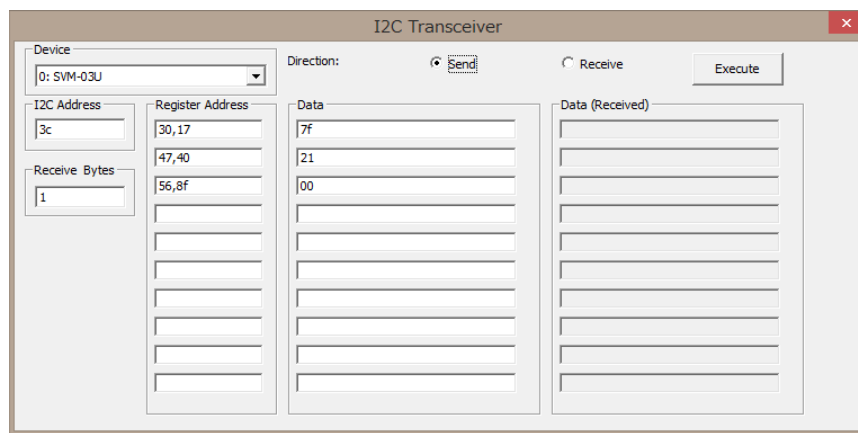 I2C Transceiver
Device
0: SVM-03U
Direction:
Send
Receive
Execute
I2C Address
3c
Receive Bytes
1
Register Address
30,17
47,40
56,8f
Data
7f
21
00
Data (Received)